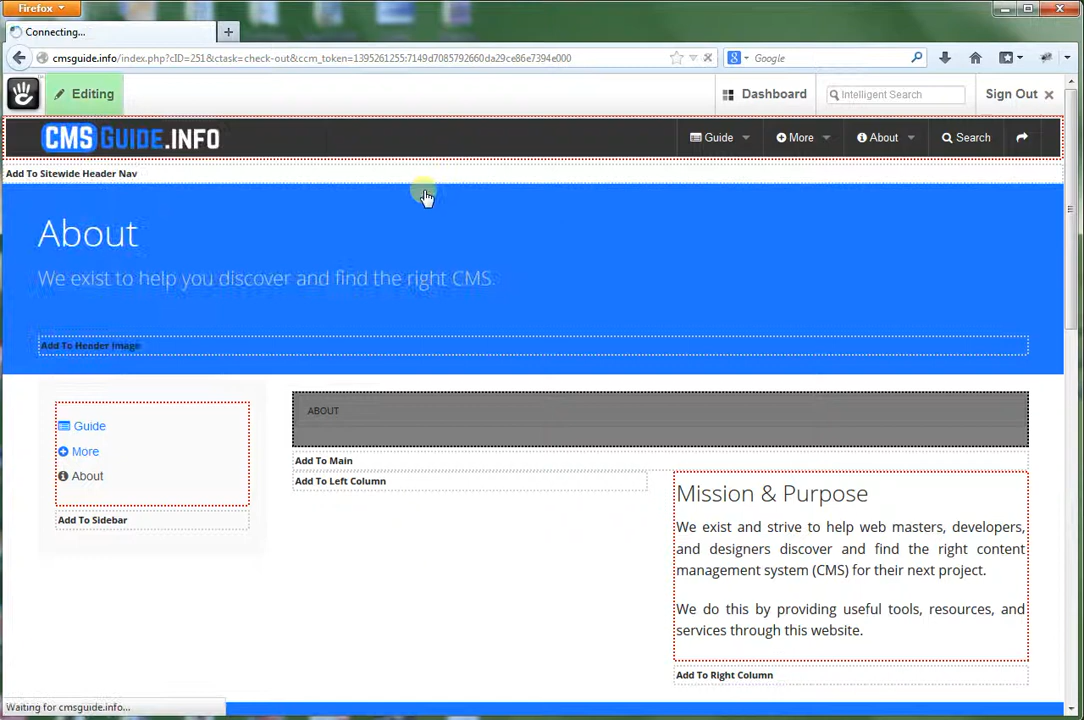 Firefox
Connecting...
cmsguide.info/index.php?cID=251&ctask=check-out&ccm_token=1395261255:7149d7085792660da29ce86e7394e000
Google
Editing
Dashboard
Intelligent Search
Sign Out
CMSGUIDE.INFO
Guide
More
About
Search
Add To Sitewide Header Nav
About
We exist to help you discover and find the right CMS.
Add To Header Image
Guide
More
About
Add To Sidebar
ABOUT
Add To Main
Add To Left Column
Mission & Purpose
We exist and strive to help web masters, developers,
and designers discover and find the right content
management system (CMS) for their next project.
We do this by providing useful tools, resources, and
services through this website.
Add To Right Column
Waiting for cmsguide.info...